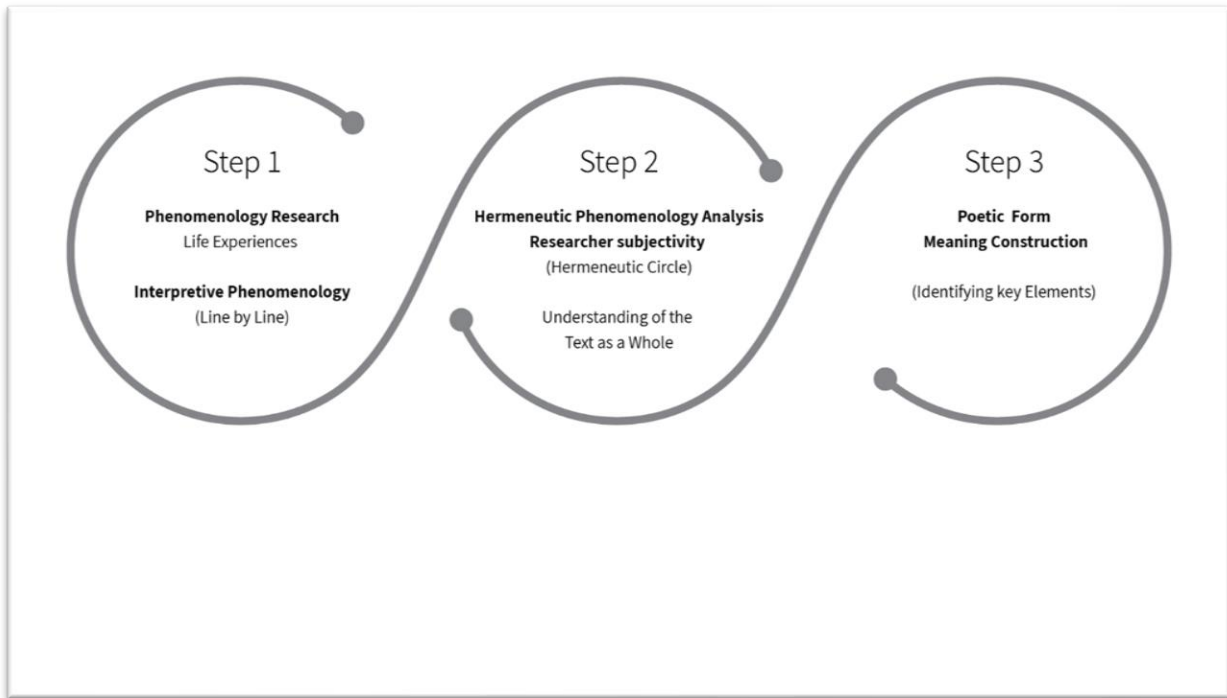 Step 1
Phenomenology Research
Life Experiences
Interpretive Phenomenology
(Line by Line)
Step 2
Hermeneutic Phenomenology Analysis
Researcher subjectivity
(Hermeneutic Circle)
Understanding of the
Text as a Whole
Step 3
Poetic Form
Meaning Construction
(Identifying key Elements)